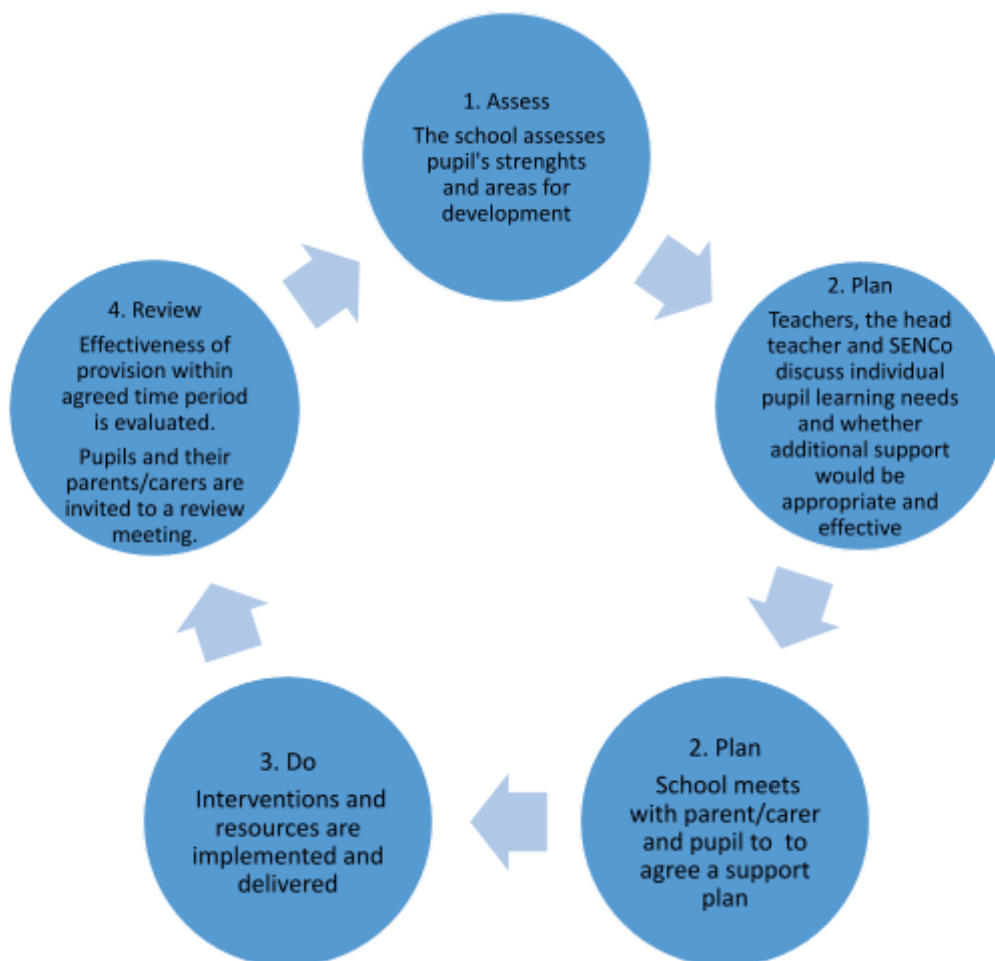 1. Assess
The school assesses
pupil's strenghts
and areas for
development
2. Plan
Teachers, the head
teacher and SENCo
discuss individual
pupil learning needs
and whether
additional support
would be
appropriate and
effective
2. Plan
School meets
with parent/carer
and pupil to  to
agree a support
plan
3. Do
Interventions and
resources are
implemented and
delivered
4. Review
Effectiveness of
provision within
agreed time period
is evaluated.
Pupils and their
parents/carers are
invited to a review
meeting.